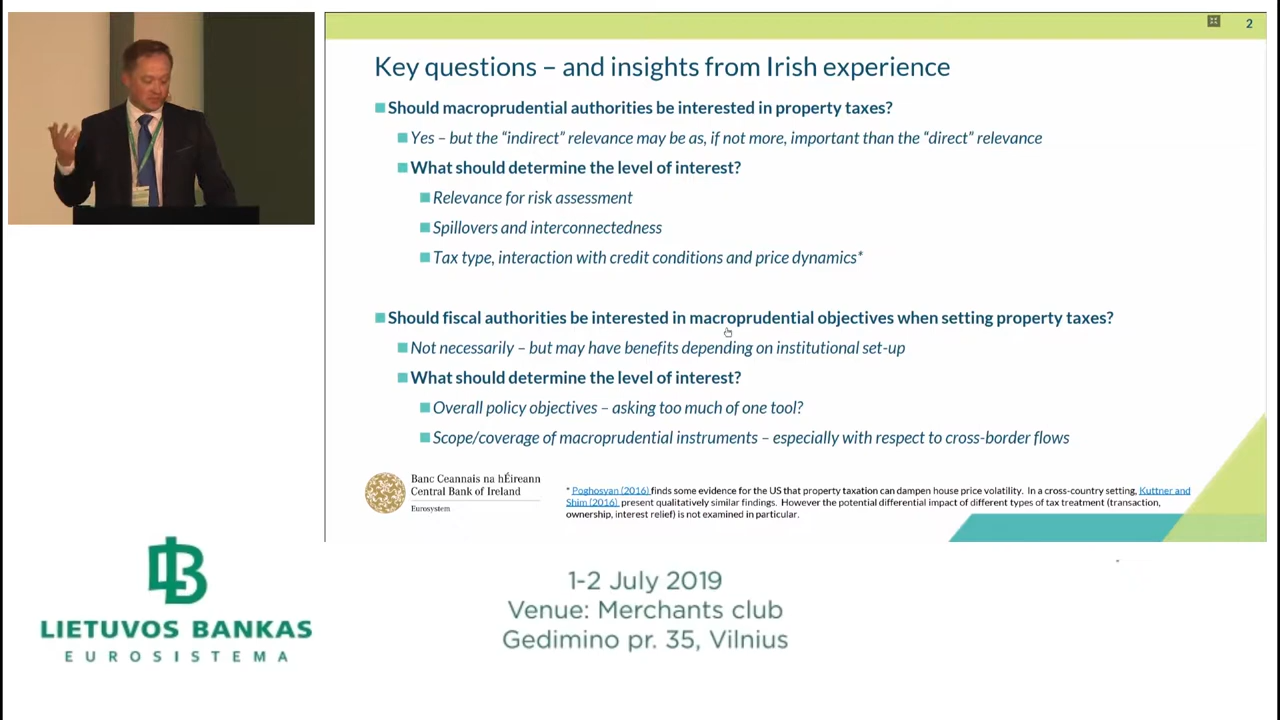 2
Key questions – and insights from Irish experience
Should macroprudential authorities be interested in property taxes?
Yes – but the “indirect” relevance may be as, if not more, important than the “direct” relevance
What should determine the level of interest?
Relevance for risk assessment
Spillovers and interconnectedness
Tax type, interaction with credit conditions and price dynamics*
Should fiscal authorities be interested in macroprudential objectives when setting property taxes?
Not necessarily – but may have benefits depending on institutional set-up
What should determine the level of interest?
Overall policy objectives – asking too much of one tool?
Scope/coverage of macroprudential instruments – especially with respect to cross-border flows
Banc Ceannais na hÉireann
Central Bank of Ireland
Eurosystem
* Poghosyan (2016) finds some evidence for the US that property taxation can dampen house price volatility. In a cross-country setting, Kuttner and
Shim (2016) present qualitatively similar findings. However the potential differential impact of different types of tax treatment (transaction,
ownership, interest relief) is not examined in particular.
LIETUVOS BANKAS
EUROSISTEMA
1-2 July 2019
Venue: Merchants club
Gedimino pr. 35, Vilnius